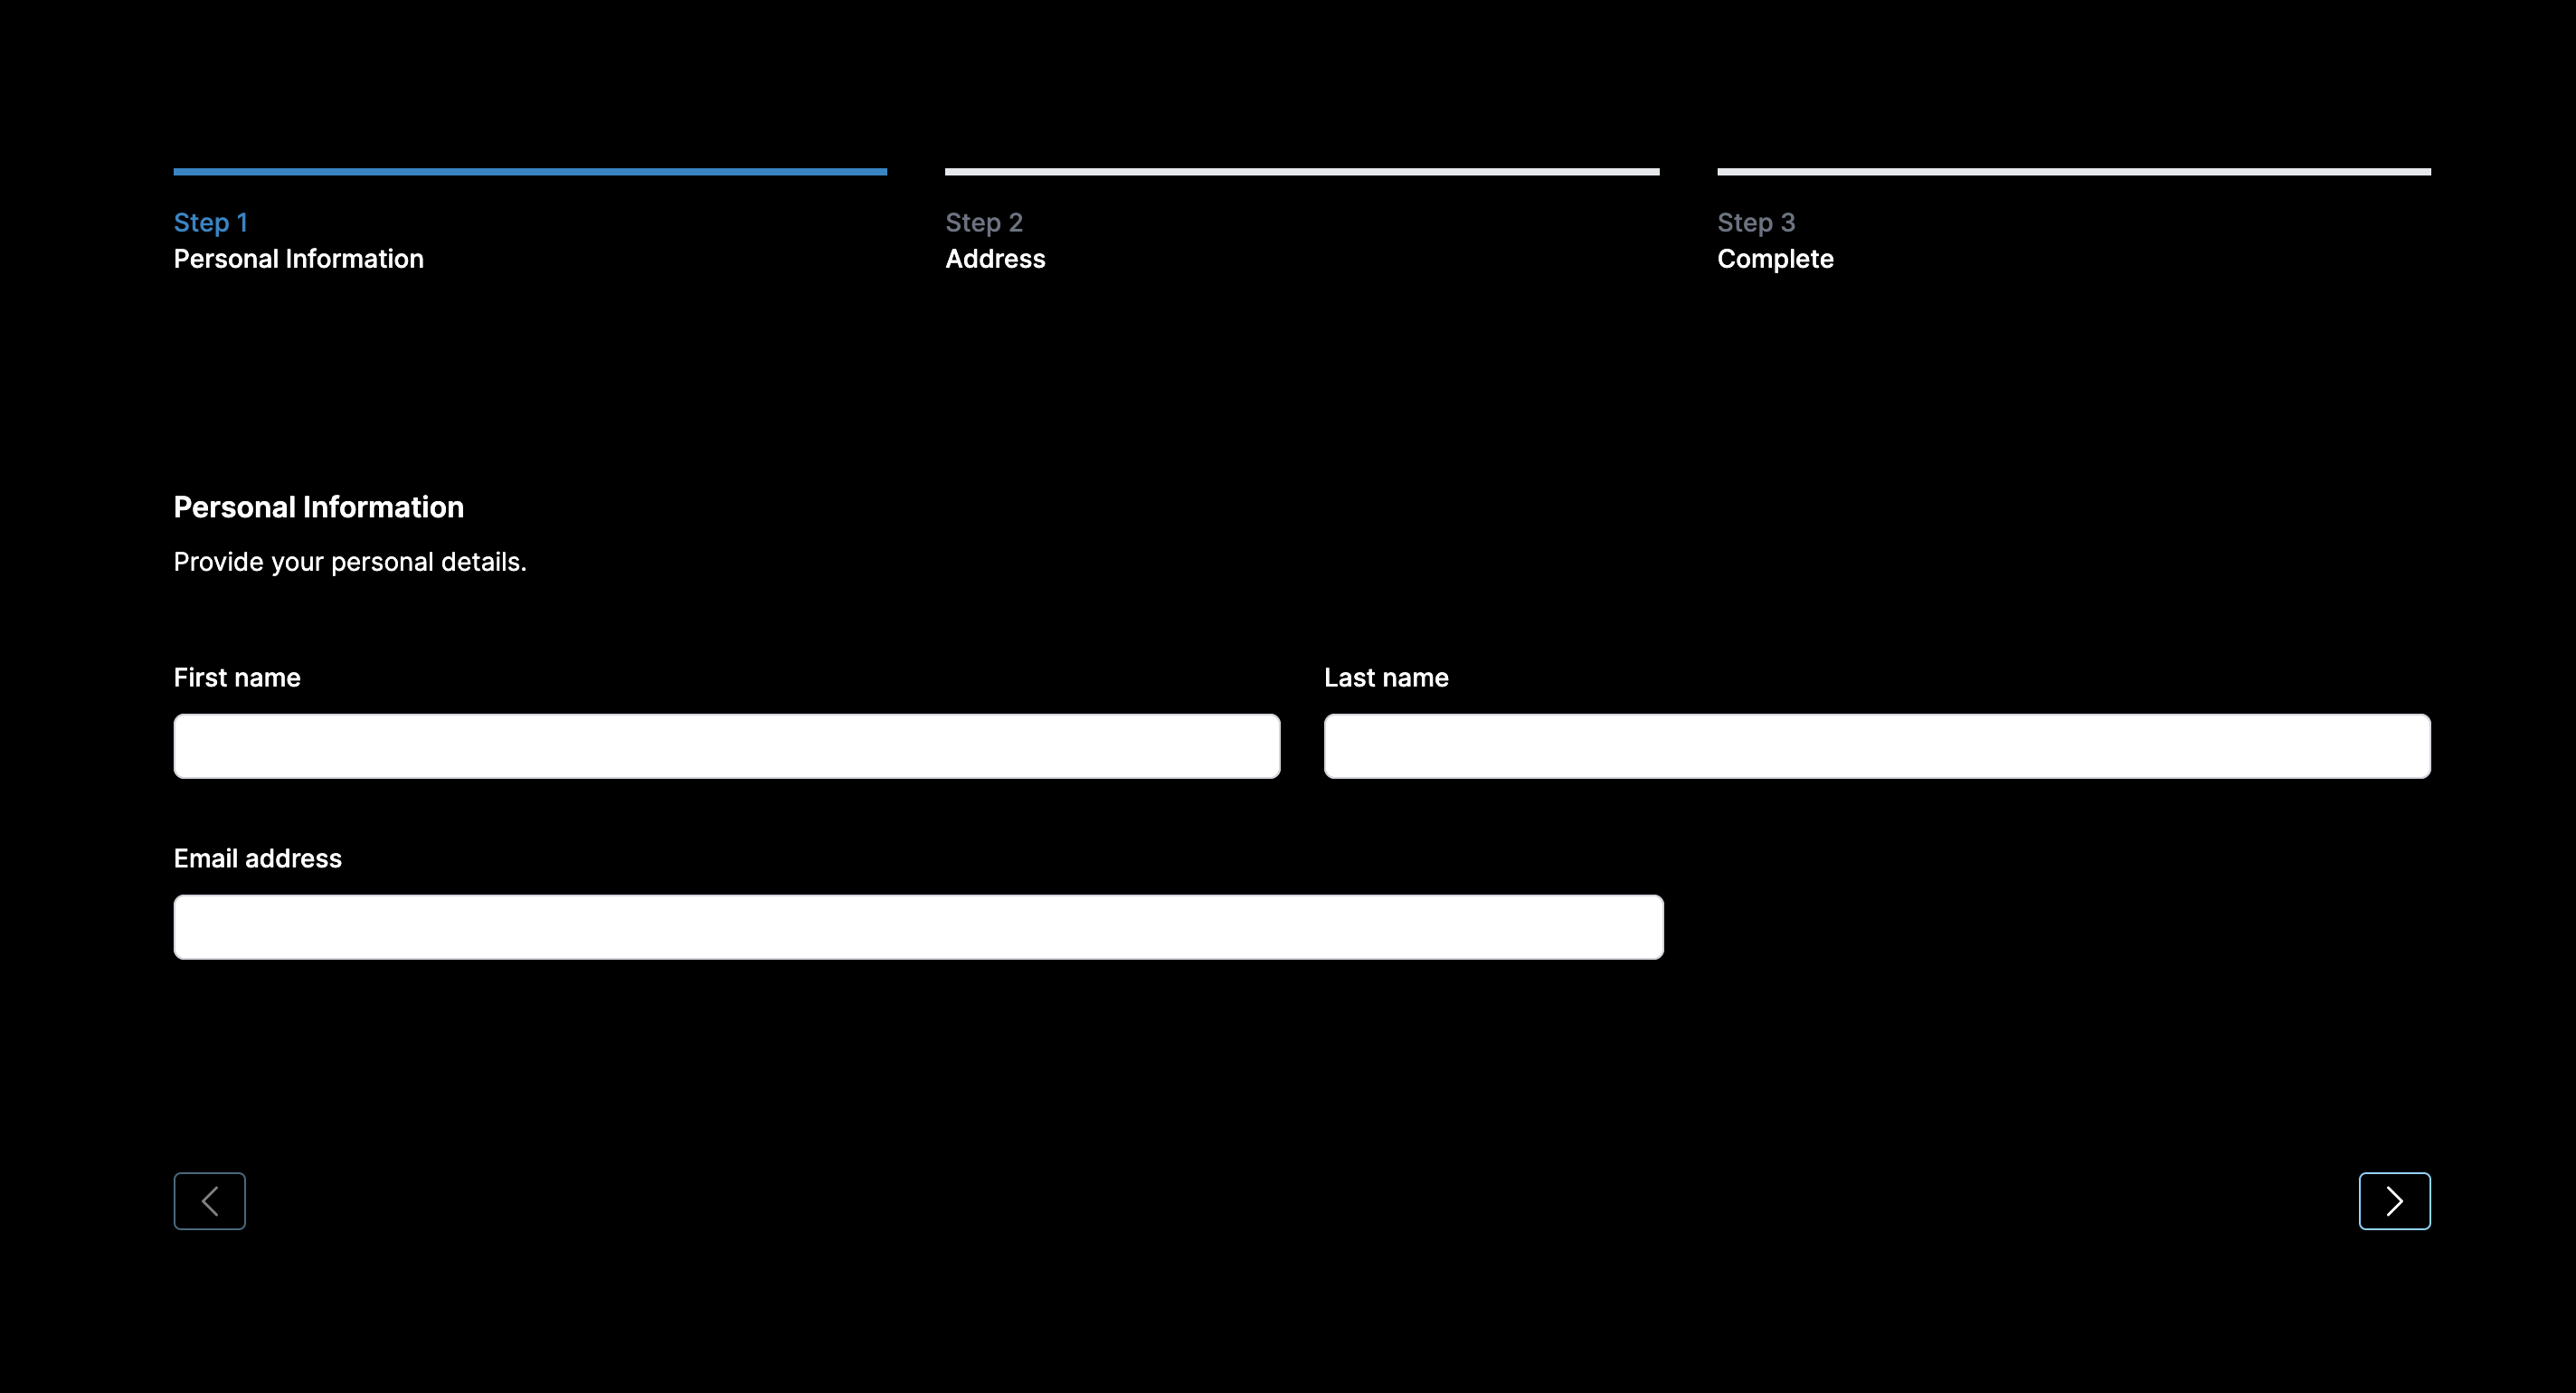 Step 1
Personal Information
Step 2
Address
Step 3
Complete
Personal Information
Provide your personal details.
First name
Last name
Email address